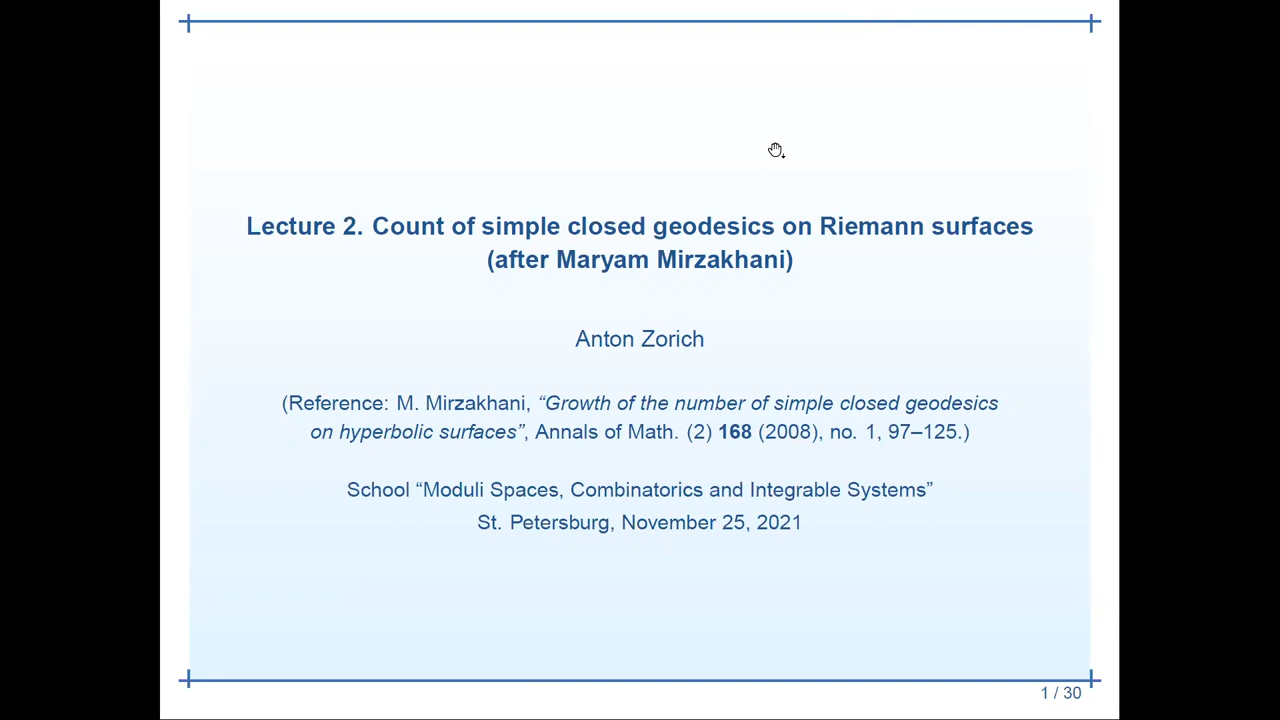 Lecture 2. Count of simple closed geodesics on Riemann surfaces
(after Maryam Mirzakhani)
Anton Zorich
(Reference: M. Mirzakhani, “Growth of the number of simple closed geodesics
on hyperbolic surfaces”, Annals of Math. (2) 168 (2008), no. 1, 97–125.)
School “Moduli Spaces, Combinatorics and Integrable Systems”
St. Petersburg, November 25, 2021
1 / 30